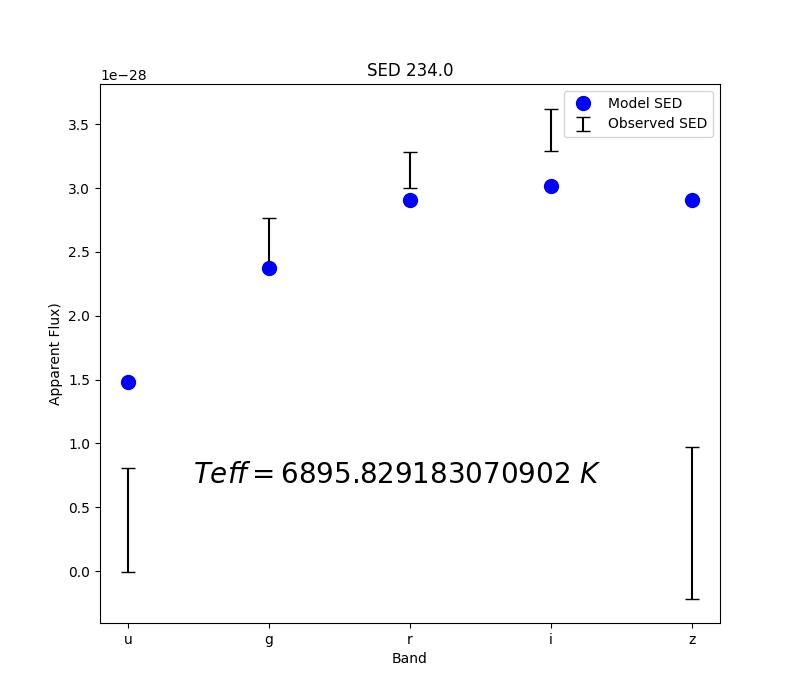 SED 234.0
1e−28
Model SED
Observed SED
3.5
3.0
2.5
2.0
1.5
1.0
0.5
0.0
Apparent Flux)
Teff = 6895.829183070902 K
u g r i z
Band